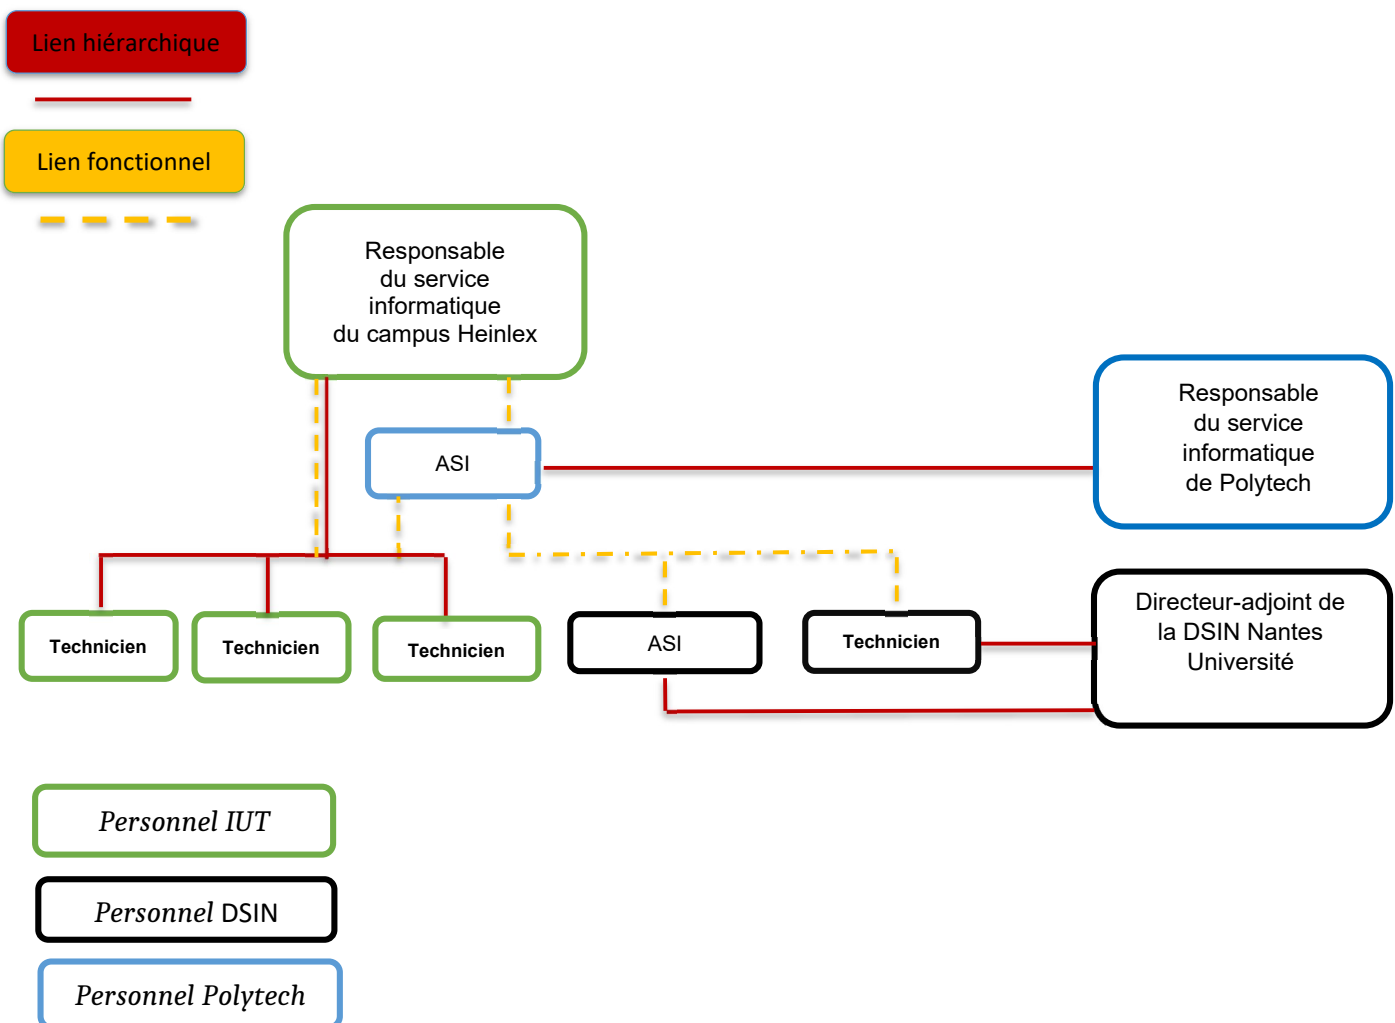 Lien hiérarchique
Lien fonctionnel
Responsable
du service
informatique
du campus Heinlex
Responsable
du service
informatique
de Polytech
ASI
Directeur-adjoint de
la DSIN Nantes
Université
Technicien
Technicien
Technicien
ASI
Technicien
Personnel IUT
Personnel DSIN
Personnel Polytech